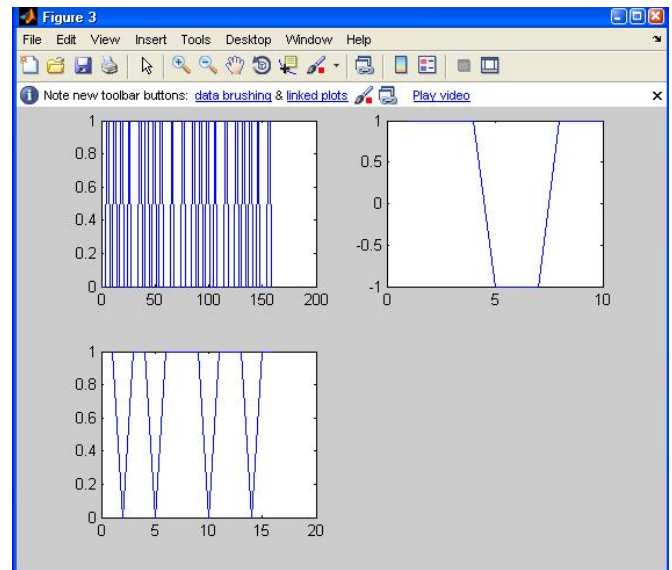 Figure 3
File Edit View Insert Tools Desktop Window Help
Note new toolbar buttons: data brushing & linked plots Play video
1
0.8
0.6
0.4
0.2
0
0 50 100 150 200
1
0.5
0
-0.5
-1
0 5 10
1
0.8
0.6
0.4
0.2
0
0 5 10 15 20